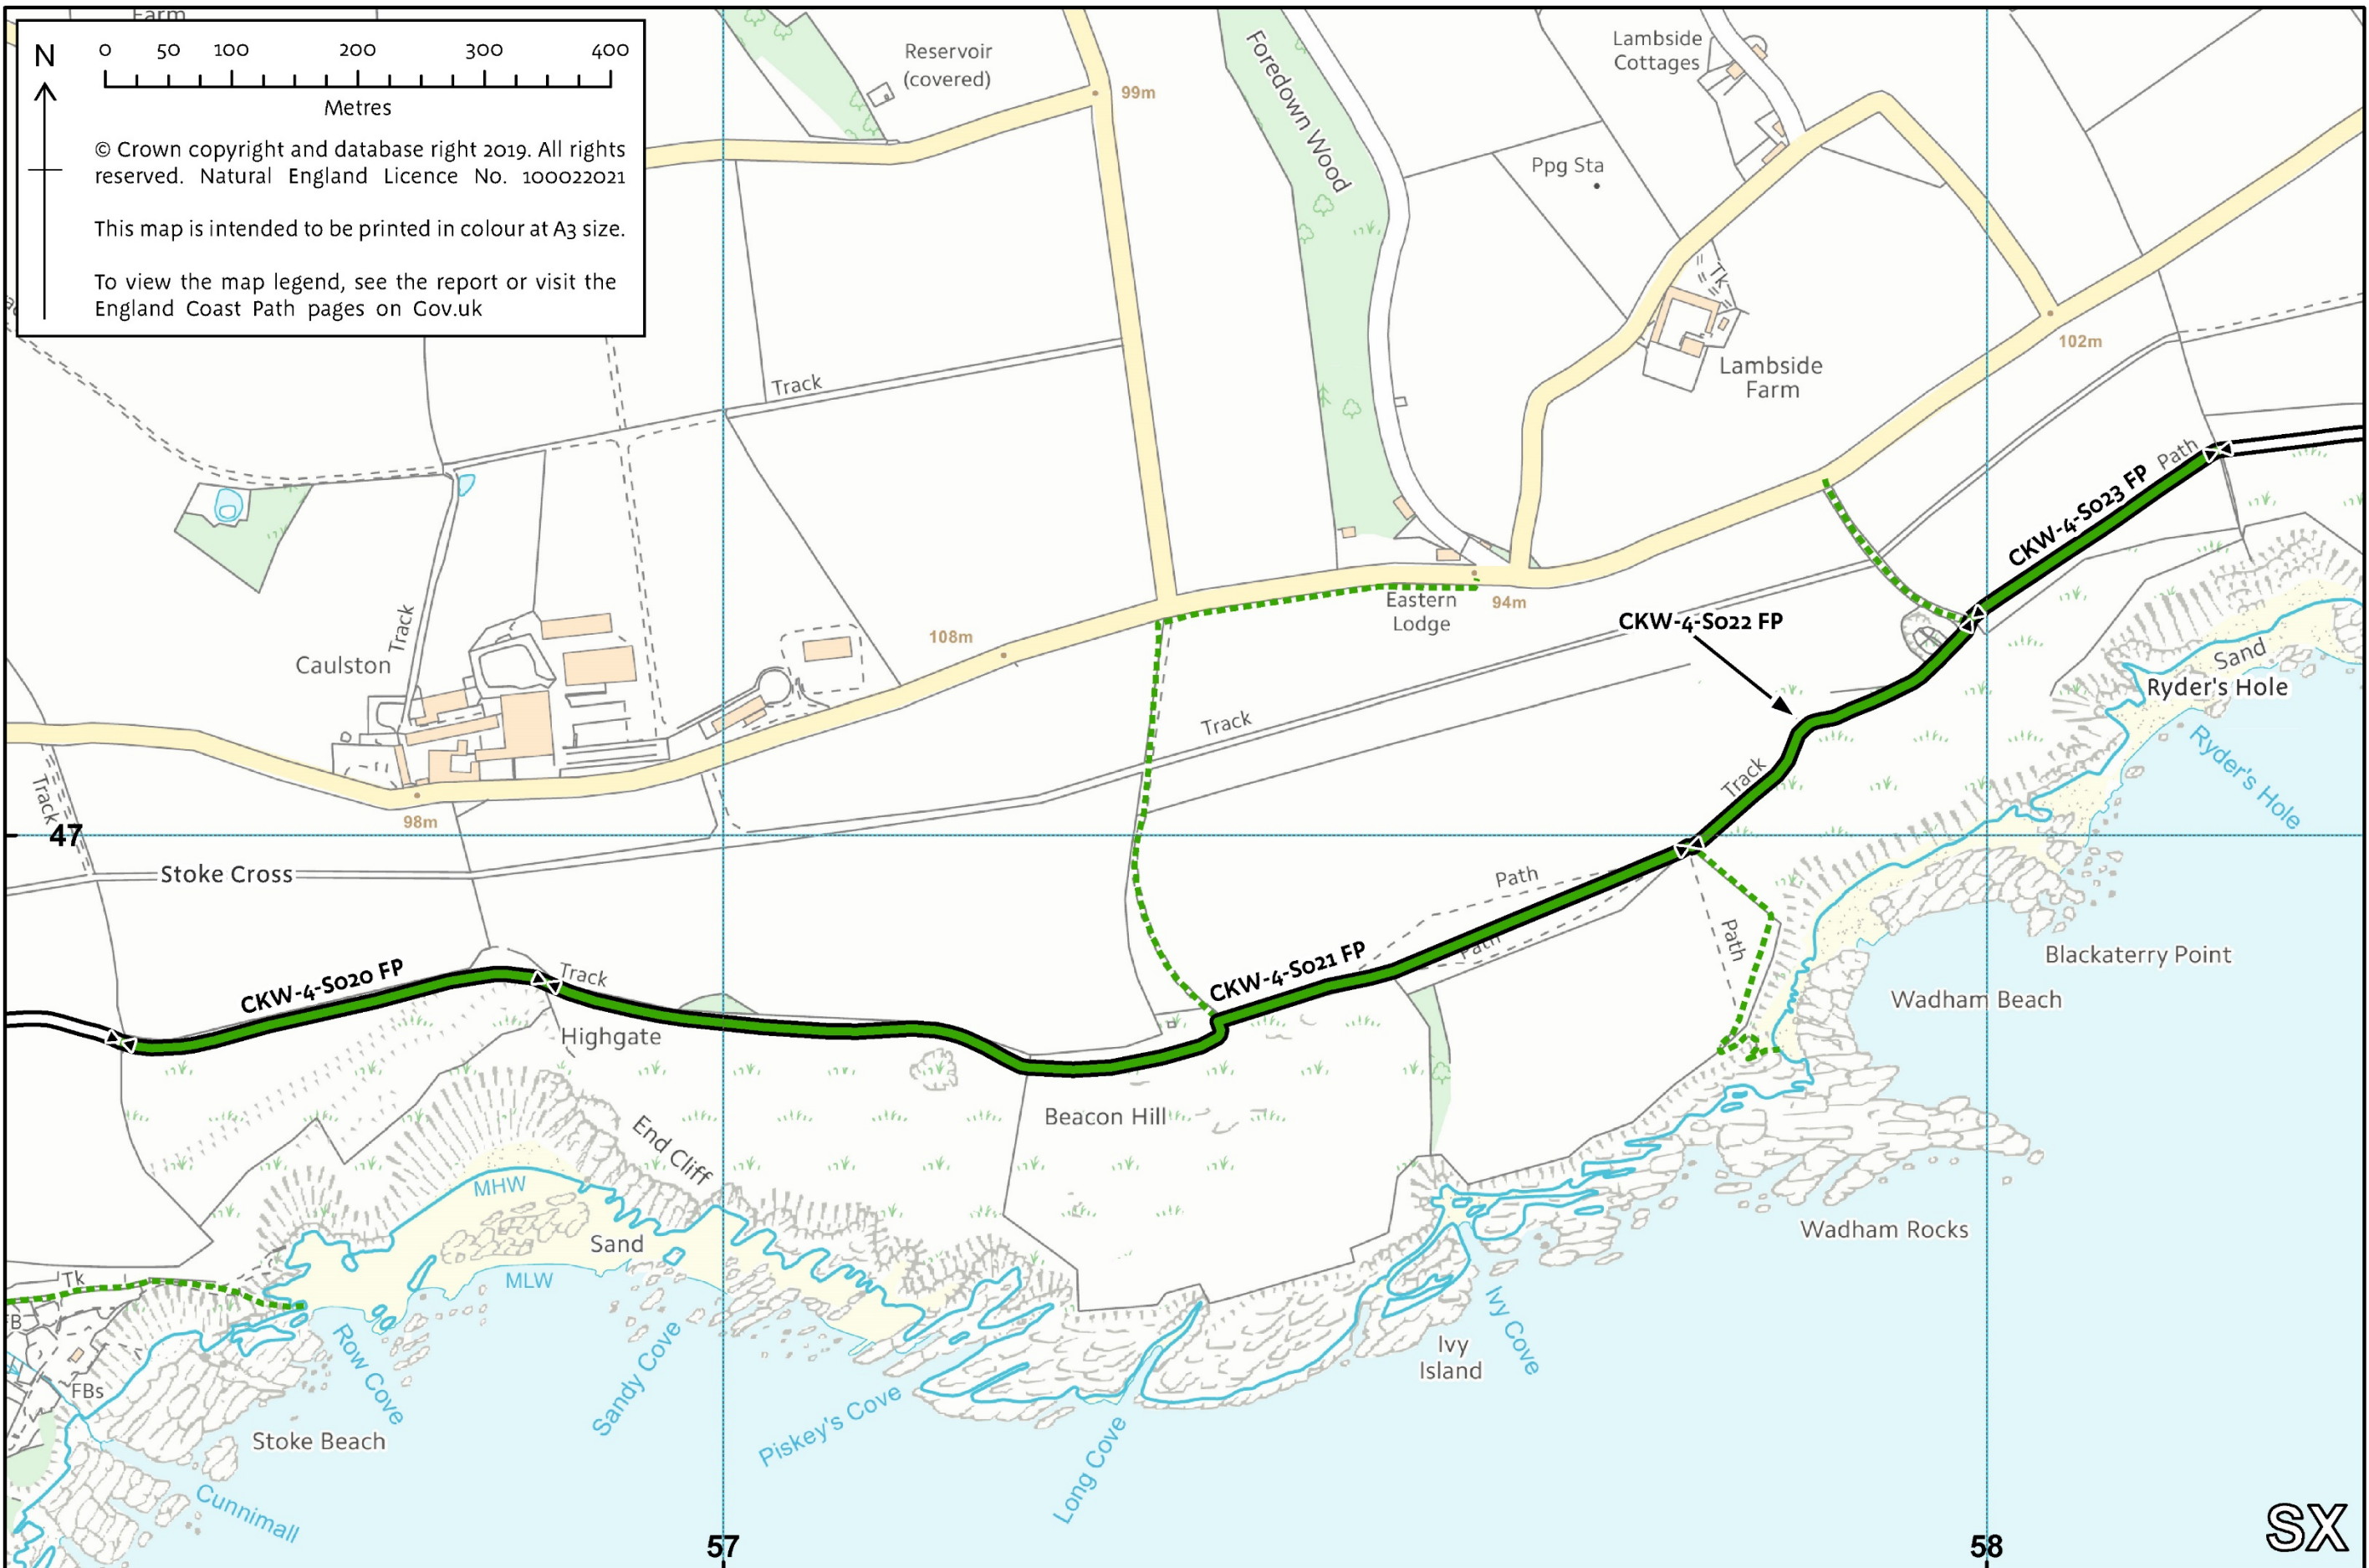 Farm
N
0 50 100 200 300 400
Metres
© Crown copyright and database right 2019. All rights
reserved. Natural England Licence No. 100022021
This map is intended to be printed in colour at A3 size.
To view the map legend, see the report or visit the
England Coast Path pages on Gov.uk
Reservoir
(covered)
99m
Foredown Wood
Lambside
Cottages
Ppg Sta
Tk
Lambside
Farm
102m
Track
Path
CKW-4-S023 FP
Eastern
Lodge
94m
CKW-4-S022 FP
108m
Caulston
Track
Track
Sand
Ryder's Hole
Ryder's Hole
Track
Track
98m
47
Stoke Cross
Path
Path
Path
CKW-4-S021 FP
Blackaterry Point
Wadham Beach
CKW-4-S020 FP
Track
Highgate
Beacon Hill
End Cliff
MHW
Sand
MLW
Wadham Rocks
Tk
FBs
Row Cove
Sandy Cove
Piskey's Cove
Long Cove
Ivy
Island
Ivy Cove
Stoke Beach
Cunnimall
57
58
SX